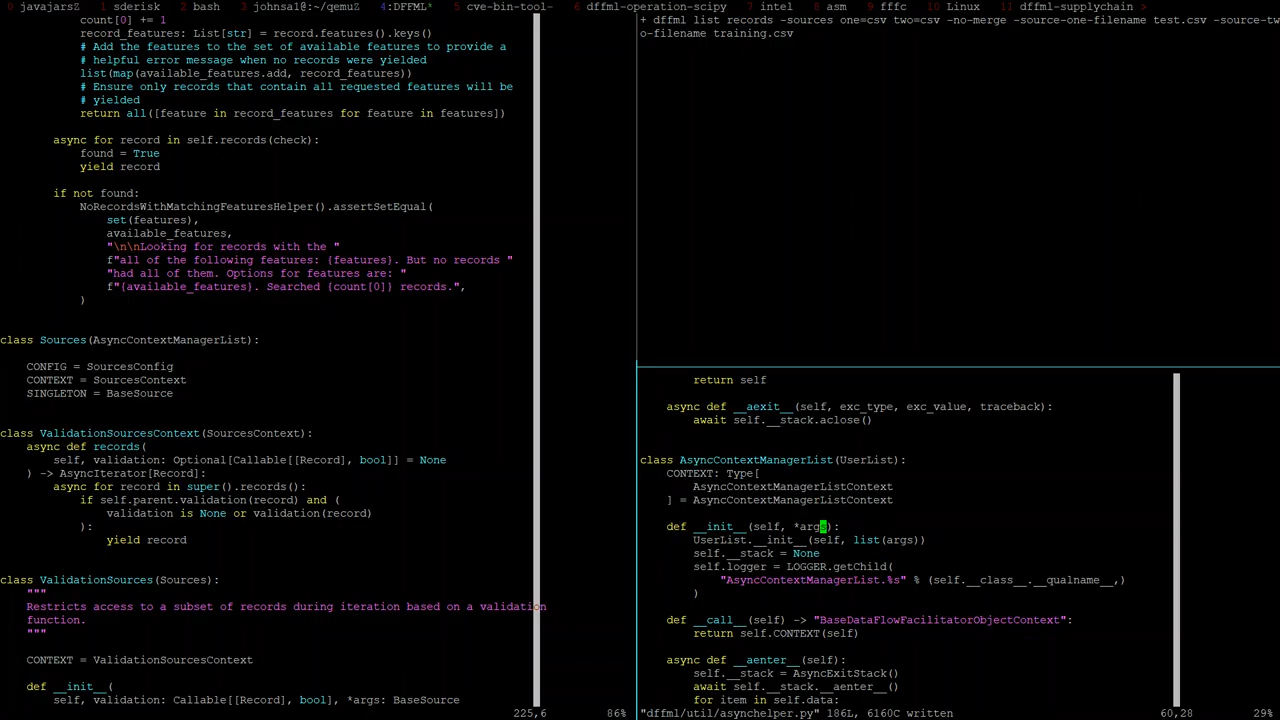 0 javajarsZ  1 sderisk  2 bash  3 johnsal@:~/qemuZ  4:DFFML*  5 cve-bin-tool-  6 dffml-operation-scipy  7 intel  8 asm  9 fffc  10 Linux  11 dffml-supplychain >
count[0] += 1
record_features: List[str] = record.features().keys()
# Add the features to the set of available features to provide a
# helpful error message when no records were yielded
list(map(available_features.add, record_features))
# Ensure only records that contain all requested features will be
# yielded
return all([feature in record_features for feature in features])
async for record in self.records(check):
found = True
yield record
if not found:
NoRecordsWithMatchingFeaturesHelper().assertSetEqual(
set(features),
available_features,
"\n\nLooking for records with the "
f"all of the following features: {features}. But no records "
"had all of them. Options for features are: "
f"{available_features}. Searched {count[0]} records.",
)
class Sources(AsyncContextManagerList):
CONFIG = SourcesConfig
CONTEXT = SourcesContext
SINGLETON = BaseSource
class ValidationSourcesContext(SourcesContext):
async def records(
self, validation: Optional[Callable[[Record], bool]] = None
) -> AsyncIterator[Record]:
async for record in super().records():
if self.parent.validation(record) and (
validation is None or validation(record)
):
yield record
class ValidationSources(Sources):
"""
Restricts access to a subset of records during iteration based on a validation
function.
"""
CONTEXT = ValidationSourcesContext
def __init__(
self, validation: Callable[[Record], bool], *args: BaseSource
225,6  86%
+ dffml list records -sources one=csv two=csv -no-merge -source-one-filename test.csv -source-tw
o-filename training.csv
return self
async def __aexit__(self, exc_type, exc_value, traceback):
await self.__stack.aclose()
class AsyncContextManagerList(UserList):
CONTEXT: Type[
AsyncContextManagerListContext
] = AsyncContextManagerListContext
def __init__(self, *args):
UserList.__init__(self, list(args))
self.__stack = None
self.logger = LOGGER.getChild(
"AsyncContextManagerList.%s" % (self.__class__.__qualname__,)
)
def __call__(self) -> "BaseDataFlowFacilitatorObjectContext":
return self.CONTEXT(self)
async def __aenter__(self):
self.__stack = AsyncExitStack()
await self.__stack.__aenter__()
for item in self.data:
"dffml/util/asynchelper.py" 186L, 6160C written  60,28  29%